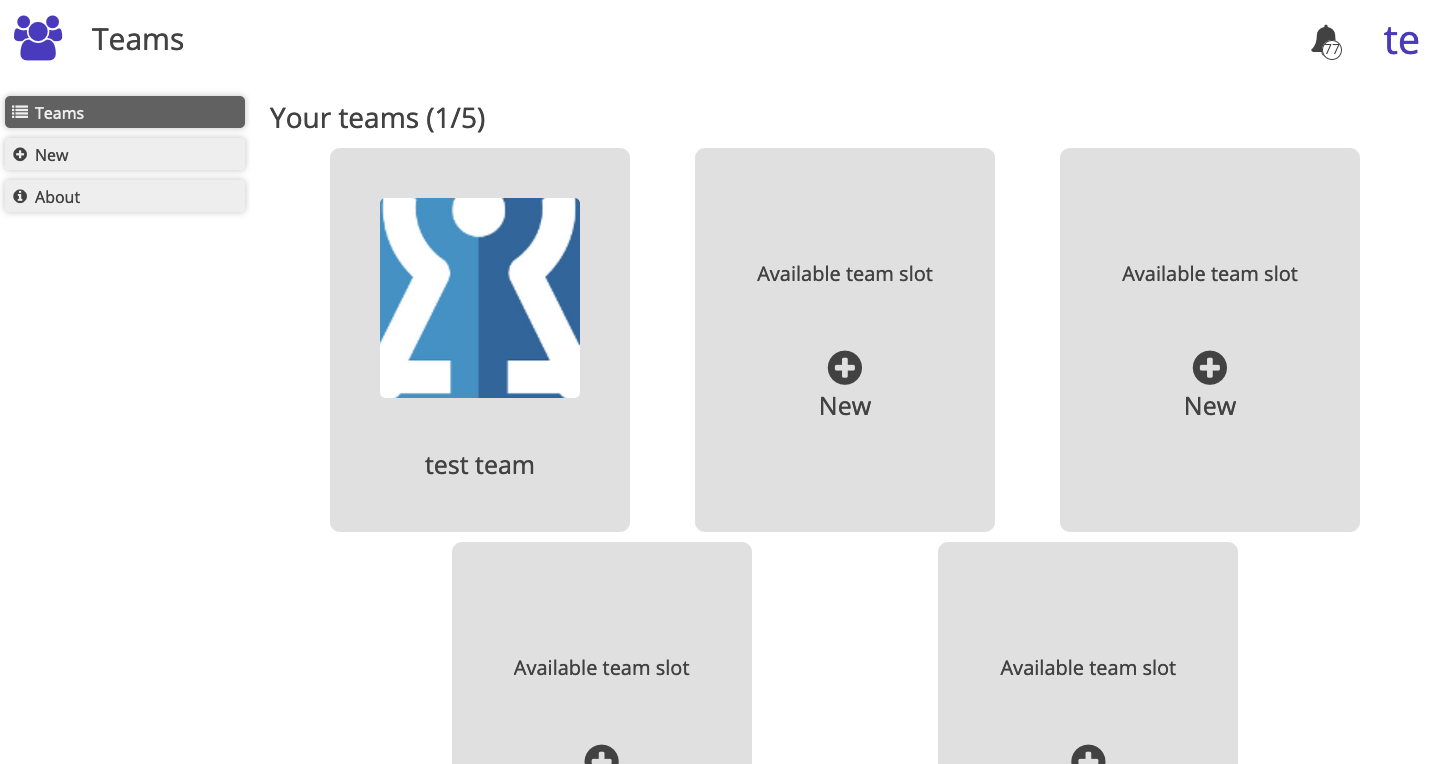 Teams
77
te
Teams
New
About
Your teams (1/5)
test team
Available team slot
New
Available team slot
New
Available team slot
Available team slot